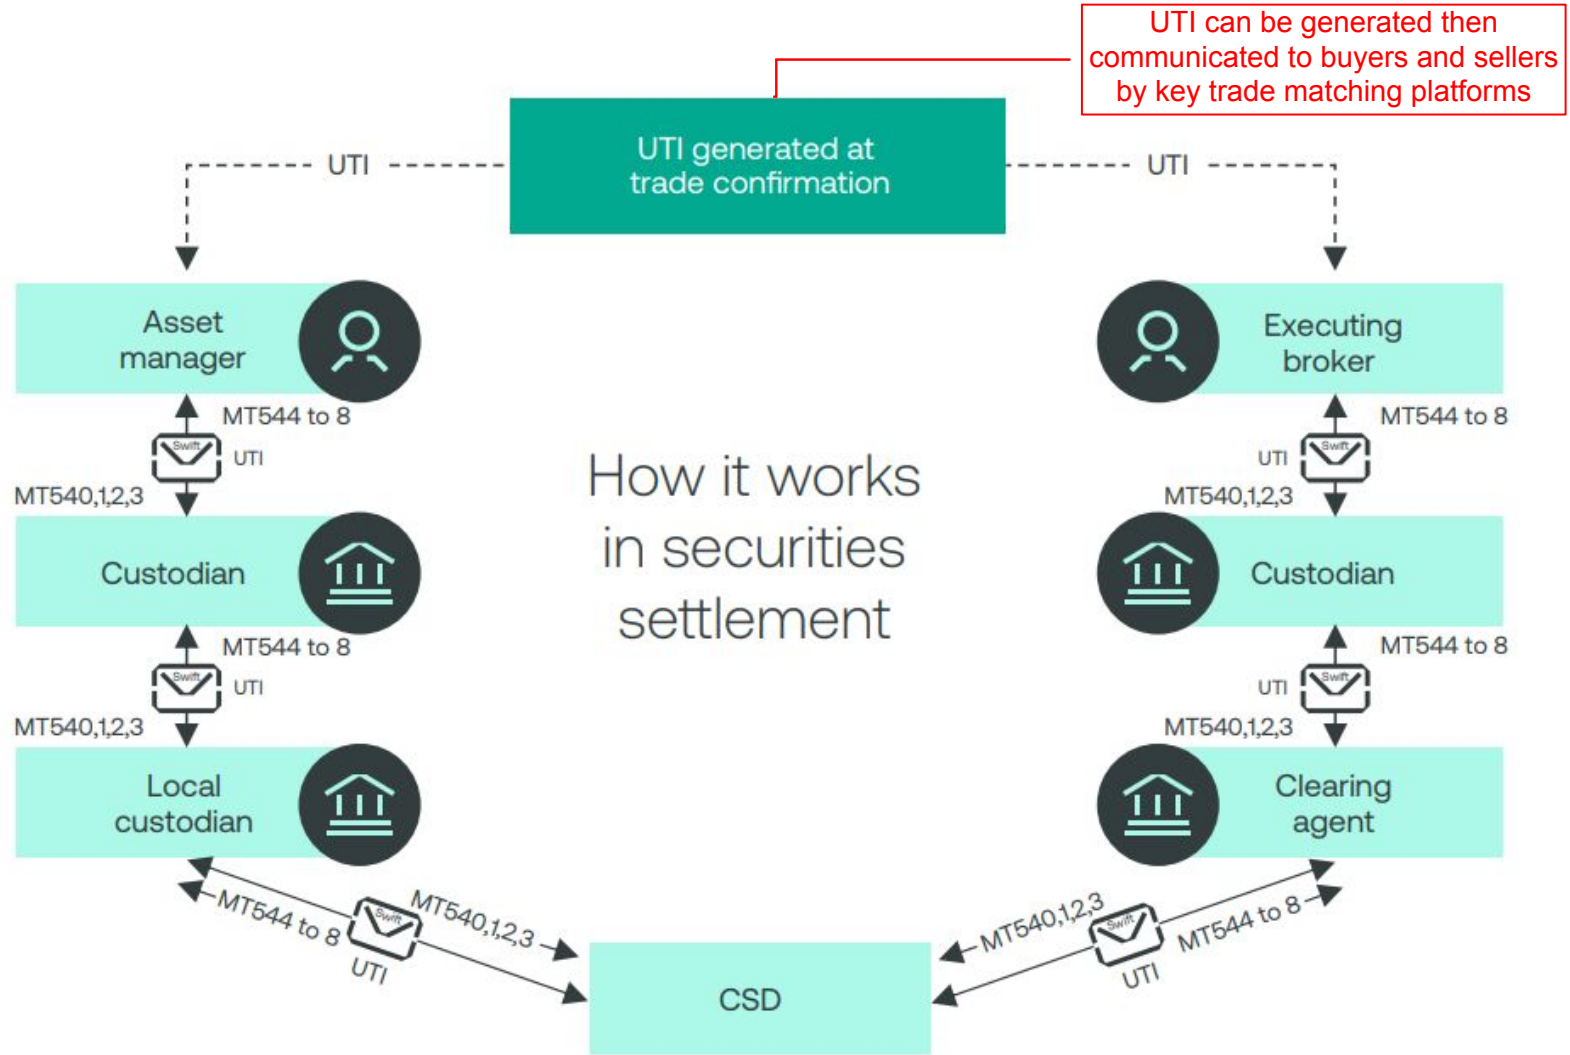 UTI can be generated then
communicated to buyers and sellers
by key trade matching platforms
UTI generated at
trade confirmation
UTI
UTI
Asset
manager
Executing
broker
MT544 to 8
Swift
UTI
MT540,1,2,3
MT544 to 8
Swift
UTI
MT540,1,2,3
How it works
in securities
settlement
Custodian
Custodian
MT544 to 8
Swift
UTI
MT540,1,2,3
MT544 to 8
Swift
UTI
MT540,1,2,3
Local
custodian
Clearing
agent
MT544 to 8
Swift
MT540,1,2,3
UTI
MT540,1,2,3
Swift
MT544 to 8
UTI
CSD